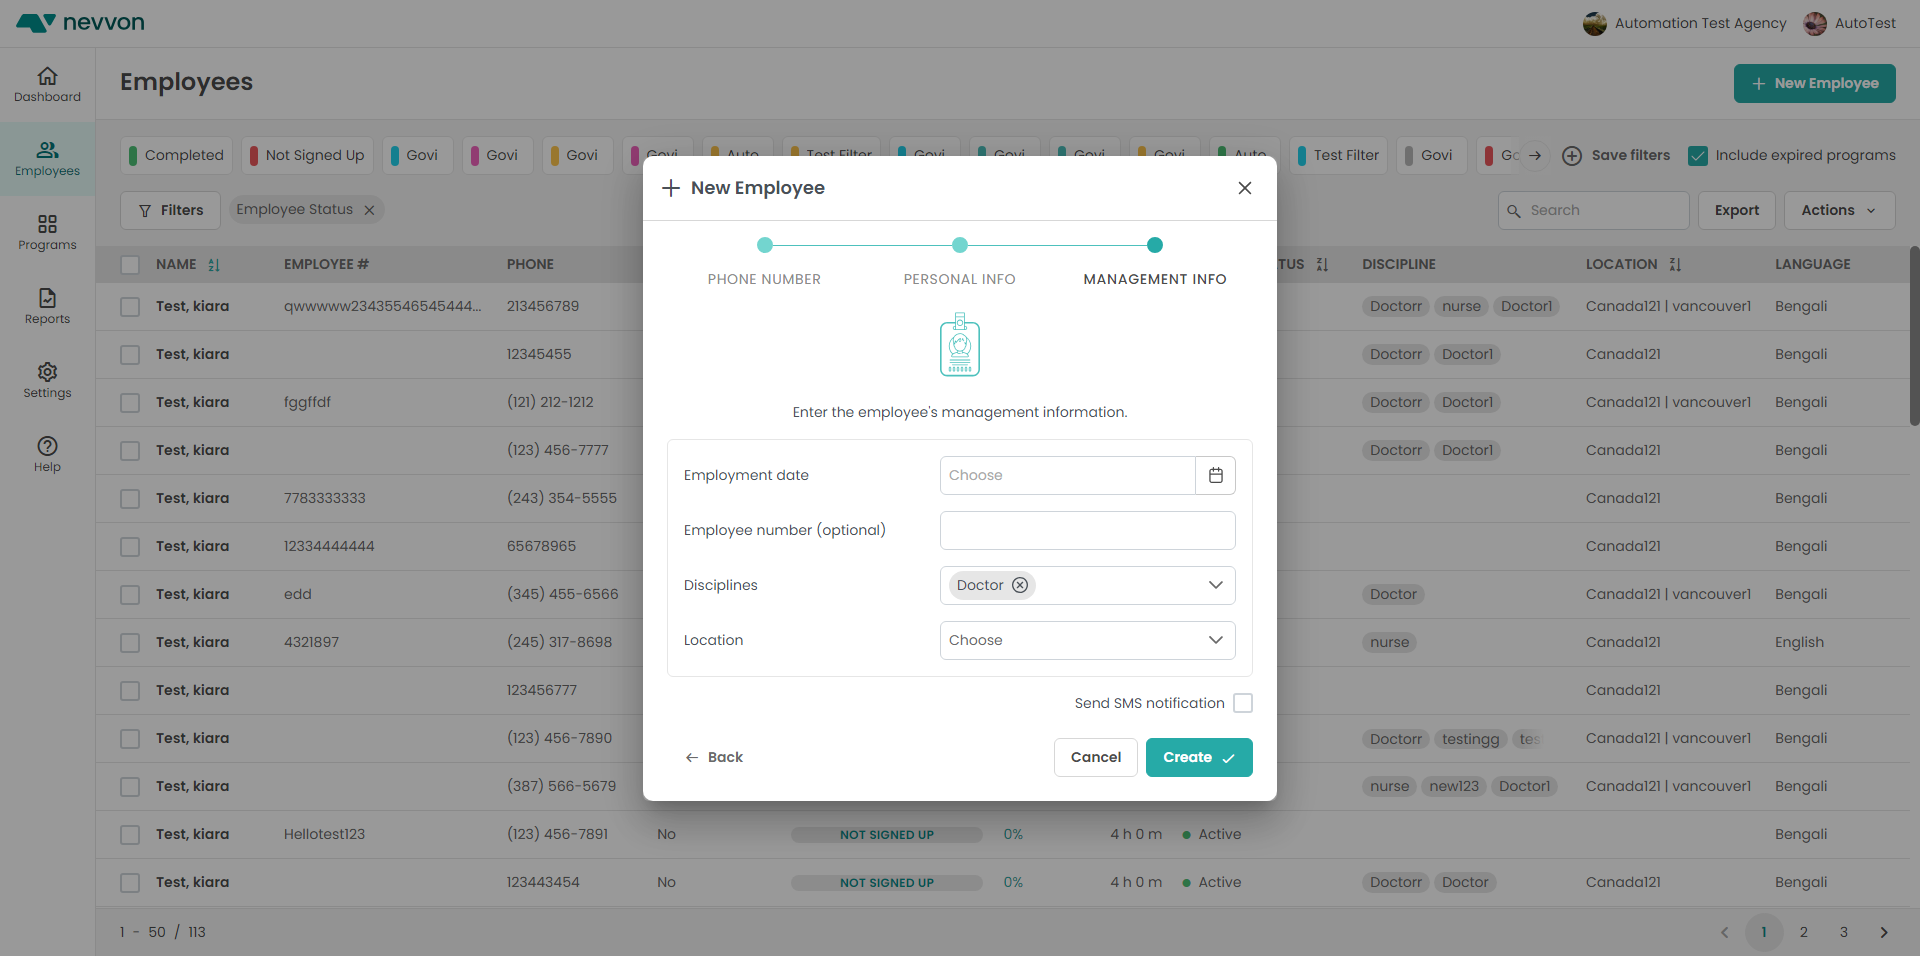 nevvon
Automation Test Agency
AutoTest
Dashboard
Employees
Programs
Reports
Settings
Help
Employees
+ New Employee
Completed
Not Signed Up
Govi
Govi
Govi
Govi
Auto
Test Filter
Govi
Govi
Govi
Govi
Auto
Test Filter
Govi
Go
Save filters
Include expired programs
Filters
Employee Status
Search
Export
Actions
NAME EMPLOYEE # PHONE TUS DISCIPLINE LOCATION LANGUAGE
Test, kiara qwwwww23435546545444... 213456789 Doctorr nurse Doctor1 Canada121 | vancouver1 Bengali
Test, kiara 12345455 Doctorr Doctor1 Canada121 Bengali
Test, kiara fggffdf (121) 212-1212 Doctorr Doctor1 Canada121 | vancouver1 Bengali
Test, kiara (123) 456-7777 Doctorr Doctor1 Canada121 Bengali
Test, kiara 7783333333 (243) 354-5555 Canada121 Bengali
Test, kiara 12334444444 65678965 Canada121 Bengali
Test, kiara edd (345) 455-6566 Doctor Canada121 | vancouver1 Bengali
Test, kiara 4321897 (245) 317-8698 nurse Canada121 English
Test, kiara 123456777 Canada121 Bengali
Test, kiara (123) 456-7890 Doctorr testingg tes Canada121 | vancouver1 Bengali
Test, kiara (387) 566-5679 nurse new123 Doctor1 Canada121 | vancouver1 Bengali
Test, kiara Hellotest123 (123) 456-7891 No NOT SIGNED UP 0% 4 h 0 m Active Bengali
Test, kiara 123443454 No NOT SIGNED UP 0% 4 h 0 m Active Doctorr Doctor Canada121 Bengali
1 - 50 / 113
1 2 3
+ New Employee
PHONE NUMBER
PERSONAL INFO
MANAGEMENT INFO
Enter the employee's management information.
Employment date
Choose
Employee number (optional)
Disciplines
Doctor
Location
Choose
Send SMS notification
Back
Cancel
Create